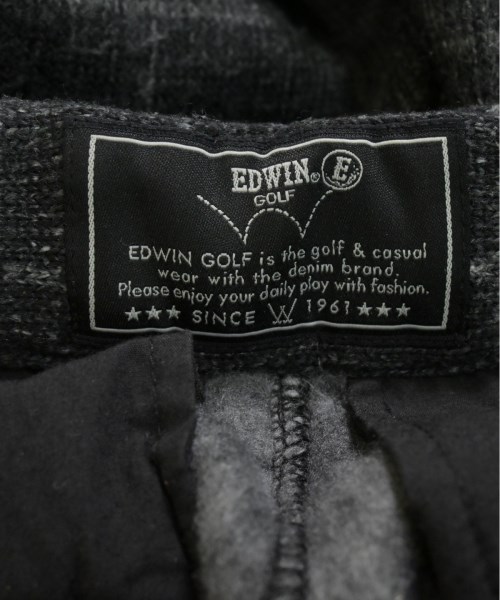 EDWIN® E
GOLF
EDWIN GOLF is the golf & casual
wear with the denim brand.
Please enjoy your daily play with fashion.
★★★ SINCE W 1961 ★★★